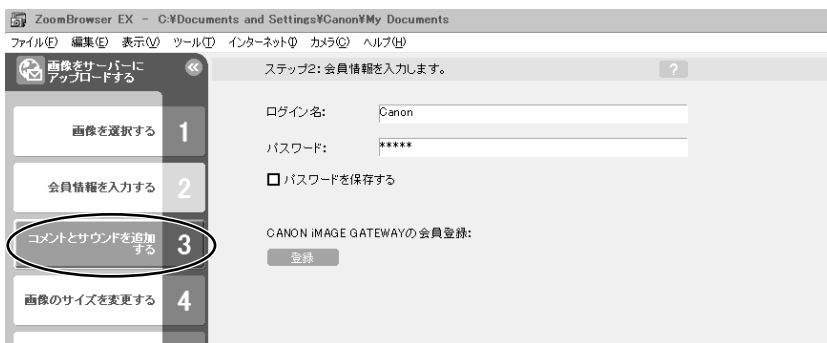 ZoomBrowser EX - C:¥Documents and Settings¥Canon¥My Documents
ファイル(F) 編集(E) 表示(V) ツール(T) インターネット(I) カメラ(C) ヘルプ(H)
画像をサーバーに
アップロードする
«
ステップ2: 会員情報を入力します。
?
画像を選択する 1
会員情報を入力する 2
コメントとサウンドを追加
する 3
画像のサイズを変更する 4
ログイン名: Canon
パスワード: *****
パスワードを保存する
CANON iMAGE GATEWAYの会員登録:
登録